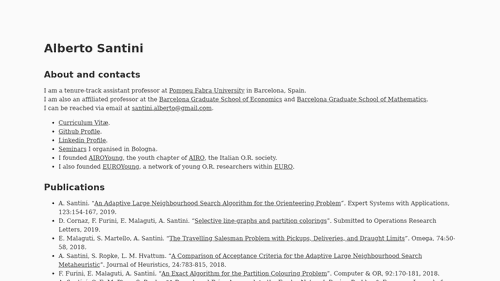 Alberto Santini
About and contacts
I am a tenure-track assistant professor at Pompeu Fabra University in Barcelona, Spain.
I am also an affiliated professor at the Barcelona Graduate School of Economics and Barcelona Graduate School of Mathematics.
I can be reached via email at santini.alberto@gmail.com.
Curriculum Vitæ.
Github Profile.
Linkedin Profile.
Seminars I organised in Bologna.
I founded AIROYoung, the youth chapter of AIRO, the Italian O.R. society.
I also founded EUROYoung, a network of young O.R. researchers within EURO.
Publications
A. Santini. “An Adaptive Large Neighbourhood Search Algorithm for the Orienteering Problem”. Expert Systems with Applications,
123:154-167, 2019.
D. Cornaz, F. Furini, E. Malaguti, A. Santini. “Selective line-graphs and partition colorings”. Submitted to Operations Research
Letters, 2019.
E. Malaguti, S. Martello, A. Santini. “The Travelling Salesman Problem with Pickups, Deliveries, and Draught Limits”. Omega, 74:50-
58, 2018.
A. Santini, S. Ropke, L. M. Hvattum. “A Comparison of Acceptance Criteria for the Adaptive Large Neighbourhood Search
Metaheuristic”. Journal of Heuristics, 24:783-815, 2018.
F. Furini, E. Malaguti, A. Santini. “An Exact Algorithm for the Partition Colouring Problem”. Computer & OR, 92:170-181, 2018.